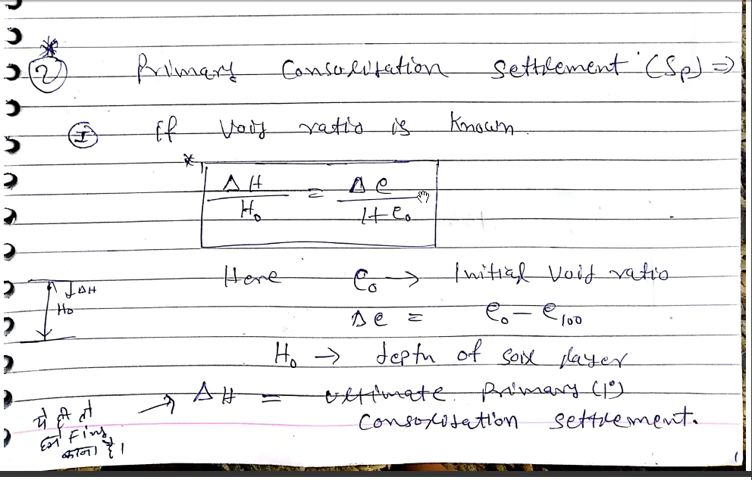 * ② Primary Consolidation Settlement (Sp) ⇒
Ⓘ If Void ratio is Known.
* ΔH/H₀ = Δe/1+e₀
Here e₀ → Initial Void ratio
ΔH
H₀
Δe = e₀ - e₁₀₀
H₀ → depth of soil layer
→ ΔH = ultimate primary (1°)
Consolidation settlement.
ये ही तो
हमें Find
करना है।